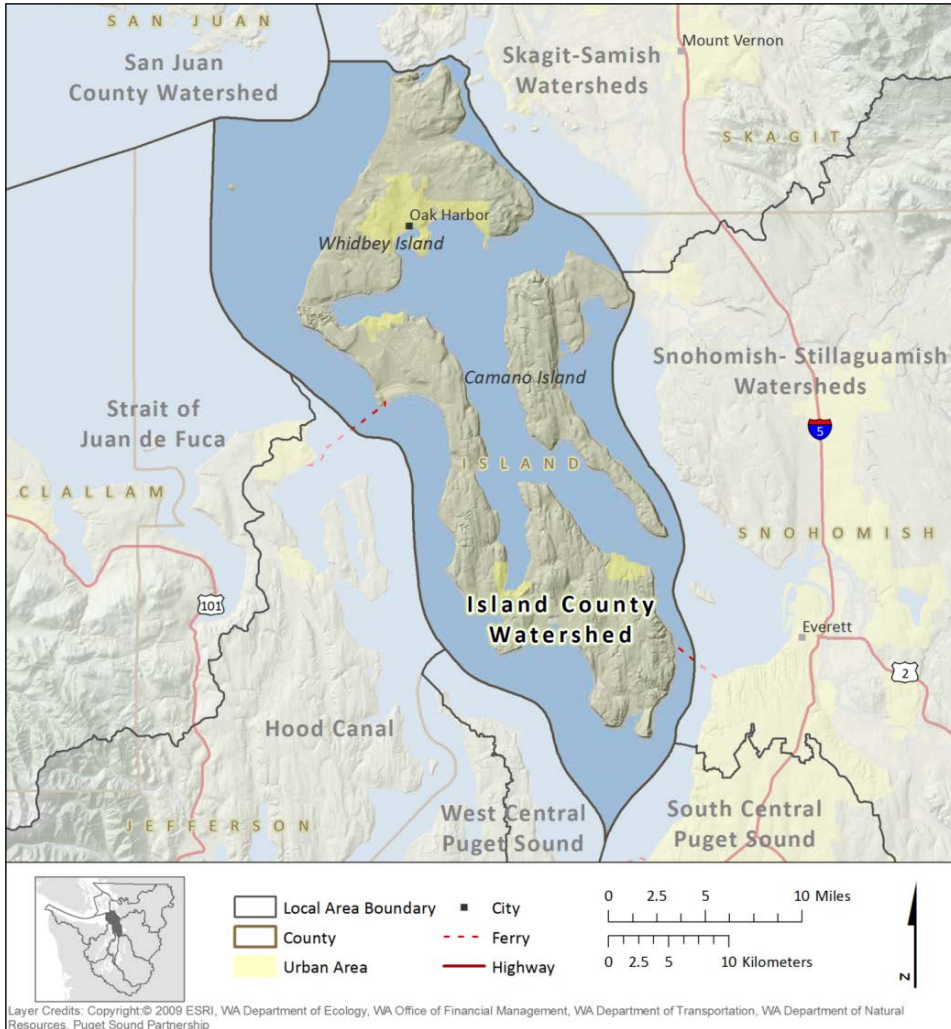 SAN JUAN
San Juan
County Watershed
Skagit-Samish
Watersheds
Mount Vernon
SKAGIT
Oak Harbor
Whidbey Island
Camano Island
Snohomish- Stillaguamish
Watersheds
Strait of
Juan de Fuca
5
ISLAND
CLALLAM
SNOHOMISH
101
Island County
Watershed
Everett
2
Hood Canal
West Central
Puget Sound
South Central
Puget Sound
JEFFERSON
Local Area Boundary
County
Urban Area
City
Ferry
Highway
0 2.5 5 10 Miles
0 2.5 5 10 Kilometers
N
Layer Credits: Copyright:© 2009 ESRI, WA Department of Ecology, WA Office of Financial Management, WA Department of Transportation, WA Department of Natural
Resources, Puget Sound Partnership